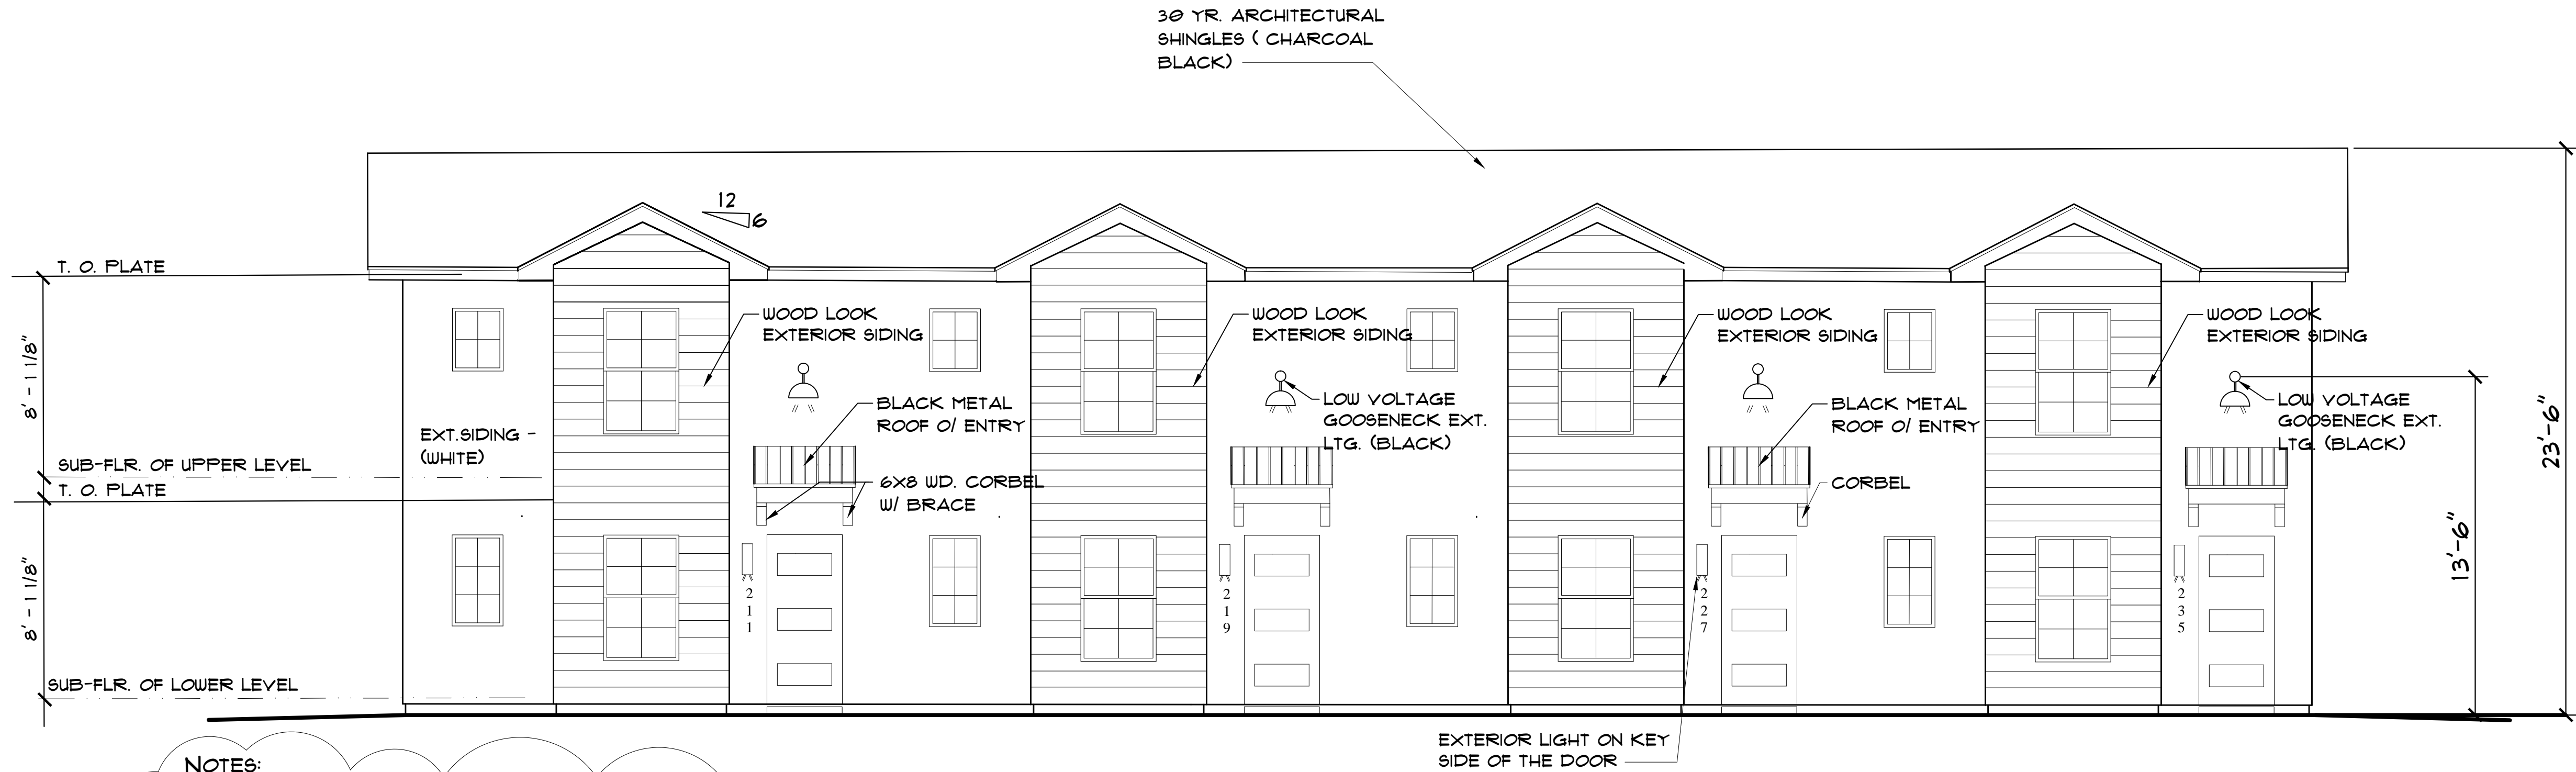 30 YR. ARCHITECTURAL
SHINGLES ( CHARCOAL
BLACK)
12
6
T. O. PLATE
8' - 1 1/8"
EXT.SIDING -
(WHITE)
SUB-FLR. OF UPPER LEVEL
T. O. PLATE
8' - 1 1/8"
SUB-FLR. OF LOWER LEVEL
WOOD LOOK
EXTERIOR SIDING
BLACK METAL
ROOF O/ ENTRY
6X8 WD. CORBEL
W/ BRACE
2
1
1
WOOD LOOK
EXTERIOR SIDING
LOW VOLTAGE
GOOSENECK EXT.
LTG. (BLACK)
2
1
9
WOOD LOOK
EXTERIOR SIDING
BLACK METAL
ROOF O/ ENTRY
CORBEL
2
2
7
WOOD LOOK
EXTERIOR SIDING
LOW VOLTAGE
GOOSENECK EXT.
LTG. (BLACK)
2
3
5
13'-6"
23'-6"
EXTERIOR LIGHT ON KEY
SIDE OF THE DOOR
NOTES: